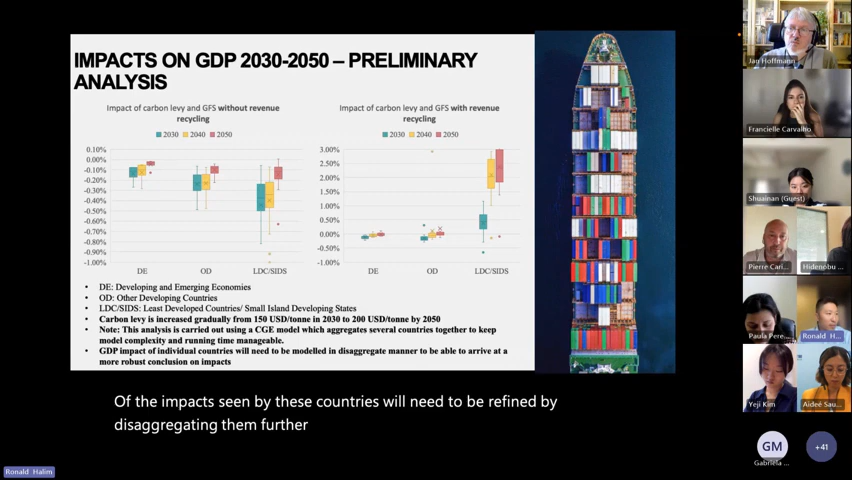 IMPACTS ON GDP 2030-2050 – PRELIMINARY
ANALYSIS
Impact of carbon levy and GFS without revenue
recycling
2030 2040 2050
0.10%
0.00%
-0.10%
-0.20%
-0.30%
-0.40%
-0.50%
-0.60%
-0.70%
-0.80%
-0.90%
-1.00%
DE OD LDC/SIDS
Impact of carbon levy and GFS with revenue
recycling
2030 2040 2050
3.00%
2.50%
2.00%
1.50%
1.00%
0.50%
0.00%
-0.50%
-1.00%
DE OD LDC/SIDS
• DE: Developing and Emerging Economies
• OD: Other Developing Countries
• LDC/SIDS: Least Developed Countries/ Small Island Developing States
• Carbon levy is increased gradually from 150 USD/tonne in 2030 to 200 USD/tonne by 2050
• Note: This analysis is carried out using a CGE model which aggregates several countries together to keep
model complexity and running time manageable.
• GDP impact of individual countries will need to be modelled in disaggregate manner to be able to arrive at a
more robust conclusion on impacts
Of the impacts seen by these countries will need to be refined by
disaggregating them further
Ronald Halim
Jan Hoffmann
Francielle Carvalho
Shuainan (Guest)
Pierre Cari... Hidenobu ...
Paula Pere... Ronald H...
Yeji Kim Aideé Sau...
GM +41
Gabriela ...